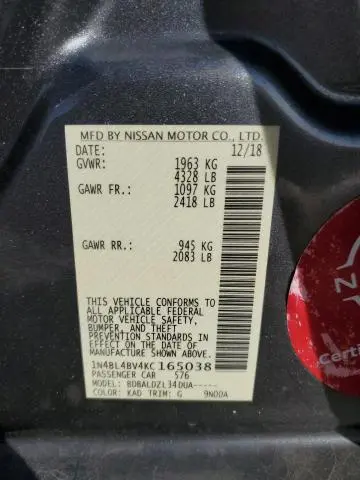 MFD BY NISSAN MOTOR CO., LTD.
DATE: 12/18
GVWR: 1963 KG
4328 LB
GAWR FR: 1097 KG
2418 LB
GAWR RR: 945 KG
2083 LB
THIS VEHICLE CONFORMS TO
ALL APPLICABLE FEDERAL
MOTOR VEHICLE SAFETY,
BUMPER, AND THEFT
PREVENTION STANDARDS
IN EFFECT ON THE DATE OF
MANUFACTURE SHOWN ABOVE.
1N4BL4BV4KC165038
PASSENGER CAR 576
MODEL: BDBALDZL34DUA-----
COLOR: KAD TRIM: G 9N00A
N
Certi